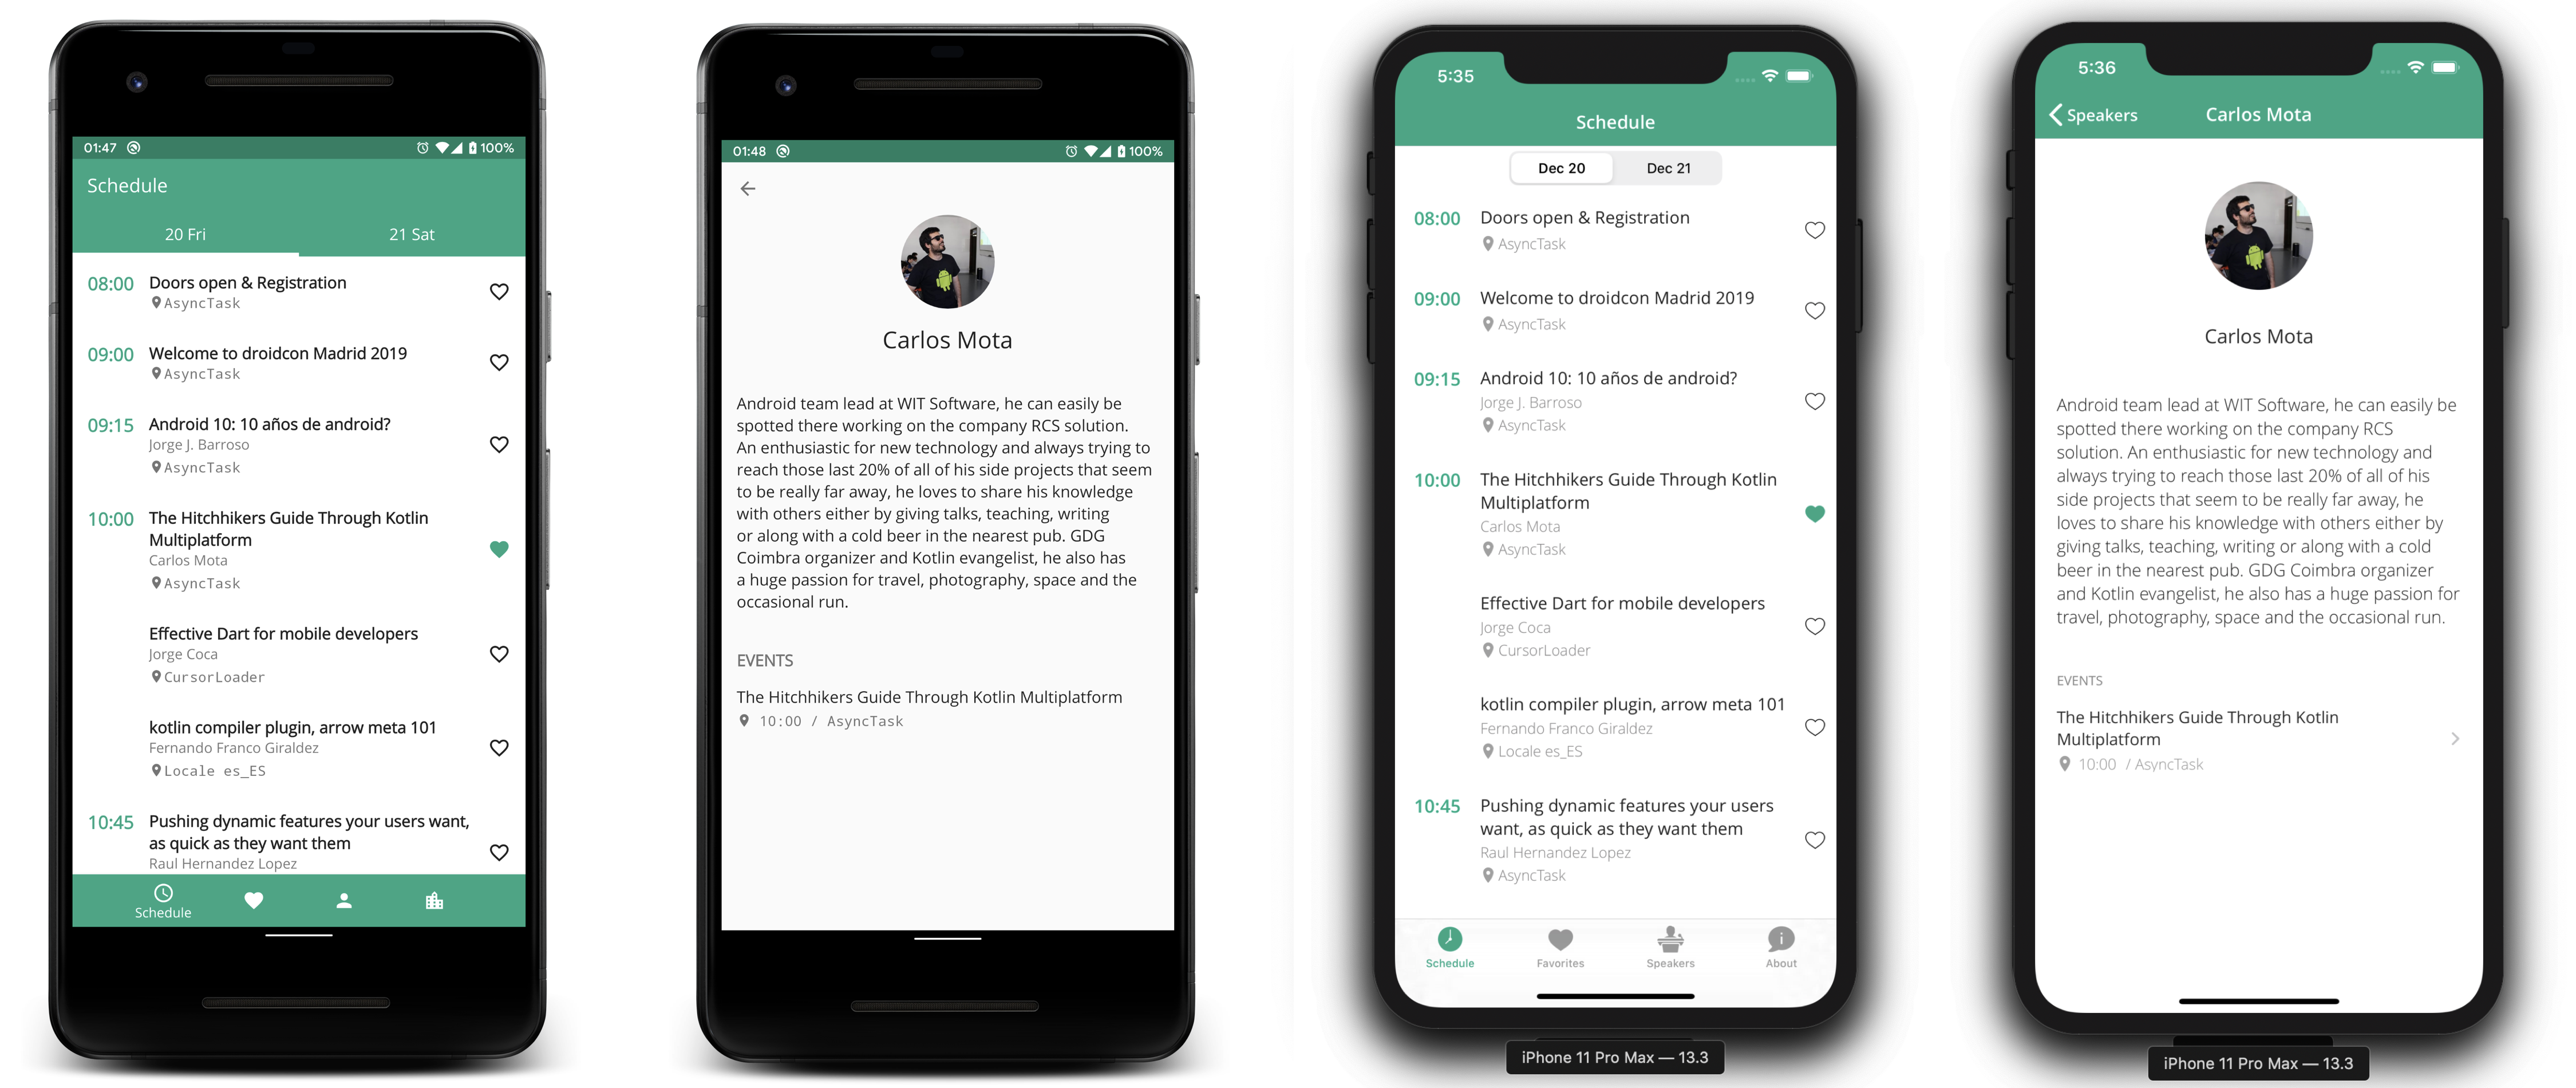 01:47
100%
Schedule
20 Fri
21 Sat
08:00
Doors open & Registration
AsyncTask
09:00
Welcome to droidcon Madrid 2019
AsyncTask
09:15
Android 10: 10 años de android?
Jorge J. Barroso
AsyncTask
10:00
The Hitchhikers Guide Through Kotlin
Multiplatform
Carlos Mota
AsyncTask
Effective Dart for mobile developers
Jorge Coca
CursorLoader
kotlin compiler plugin, arrow meta 101
Fernando Franco Giraldez
Locale es_ES
10:45
Pushing dynamic features your users want,
as quick as they want them
Raul Hernandez Lopez
Schedule
01:48
100%
Carlos Mota
Android team lead at WIT Software, he can easily be
spotted there working on the company RCS solution.
An enthusiastic for new technology and always trying to
reach those last 20% of all of his side projects that seem
to be really far away, he loves to share his knowledge
with others either by giving talks, teaching, writing
or along with a cold beer in the nearest pub. GDG
Coimbra organizer and Kotlin evangelist, he also has
a huge passion for travel, photography, space and the
occasional run.
EVENTS
The Hitchhikers Guide Through Kotlin Multiplatform
10:00 / AsyncTask
5:35
Schedule
Dec 20
Dec 21
08:00
Doors open & Registration
AsyncTask
09:00
Welcome to droidcon Madrid 2019
AsyncTask
09:15
Android 10: 10 años de android?
Jorge J. Barroso
AsyncTask
10:00
The Hitchhikers Guide Through Kotlin
Multiplatform
Carlos Mota
AsyncTask
Effective Dart for mobile developers
Jorge Coca
CursorLoader
kotlin compiler plugin, arrow meta 101
Fernando Franco Giraldez
Locale es_ES
10:45
Pushing dynamic features your users
want, as quick as they want them
Raul Hernandez Lopez
AsyncTask
Schedule
Favorites
Speakers
About
iPhone 11 Pro Max — 13.3
5:36
Speakers
Carlos Mota
Carlos Mota
Android team lead at WIT Software, he can easily be
spotted there working on the company RCS
solution. An enthusiastic for new technology and
always trying to reach those last 20% of all of his
side projects that seem to be really far away, he
loves to share his knowledge with others either by
giving talks, teaching, writing or along with a cold
beer in the nearest pub. GDG Coimbra organizer
and Kotlin evangelist, he also has a huge passion for
travel, photography, space and the occasional run.
EVENTS
The Hitchhikers Guide Through Kotlin
Multiplatform
10:00 / AsyncTask
iPhone 11 Pro Max — 13.3